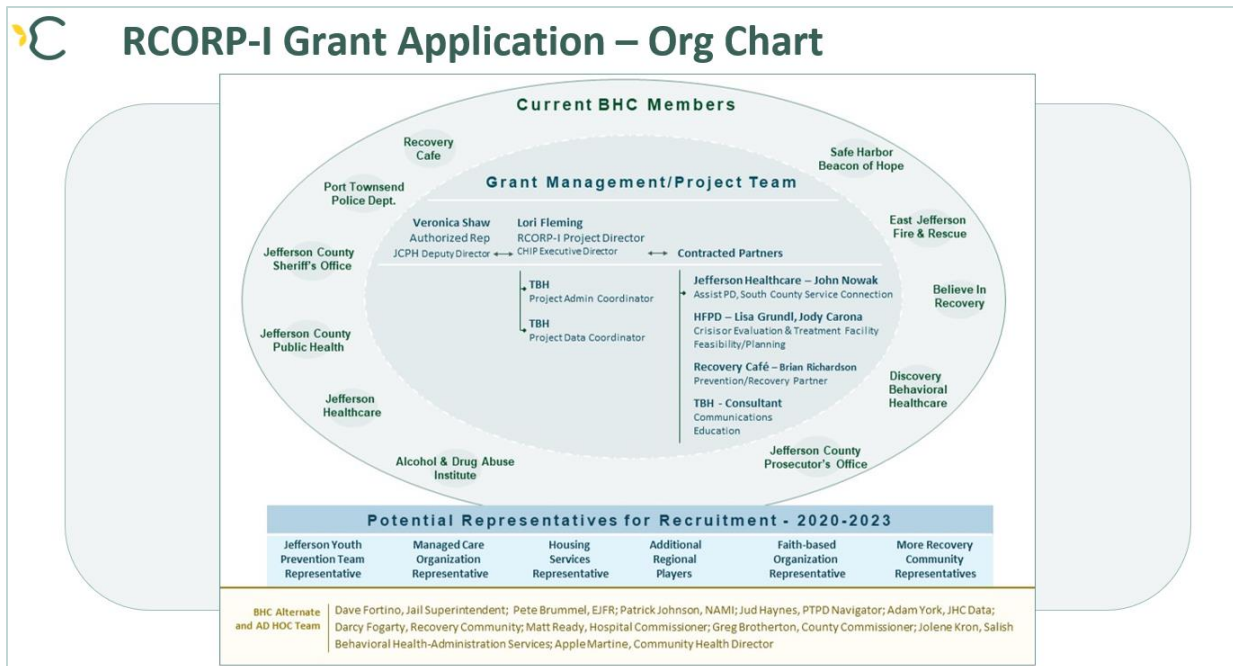 RCORP-I Grant Application – Org Chart
Current BHC Members
Recovery
Cafe
Safe Harbor
Beacon of Hope
Port Townsend
Police Dept.
Grant Management/Project Team
East Jefferson
Fire & Rescue
Veronica Shaw
Authorized Rep
JCPH Deputy Director
Lori Fleming
RCORP-I Project Director
CHIP Executive Director
Contracted Partners
Jefferson County
Sheriff's Office
TBH
Project Admin Coordinator
TBH
Project Data Coordinator
Jefferson Healthcare – John Nowak
Assist PD, South County Service Connection
HFPD – Lisa Grundl, Jody Carona
Crisisor Evaluation & Treatment Facility
Feasibility/Planning
Recovery Café – Brian Richardson
Prevention/Recovery Partner
TBH - Consultant
Communications
Education
Believe In
Recovery
Jefferson County
Public Health
Discovery
Behavioral
Healthcare
Jefferson
Healthcare
Alcohol & Drug Abuse
Institute
Jefferson County
Prosecutor's Office
Potential Representatives for Recruitment - 2020-2023
Jefferson Youth
Prevention Team
Representative
Managed Care
Organization
Representative
Housing
Services
Representative
Additional
Regional
Players
Faith-based
Organization
Representative
More Recovery
Community
Representatives
BHC Alternate
and AD HOC Team
Dave Fortino, Jail Superintendent; Pete Brummel, EJFR; Patrick Johnson, NAMI; Jud Haynes, PTPD Navigator; Adam York, JHC Data;
Darcy Fogarty, Recovery Community; Matt Ready, Hospital Commissioner; Greg Brotherton, County Commissioner; Jolene Kron, Salish
Behavioral Health-Administration Services; Apple Martine, Community Health Director